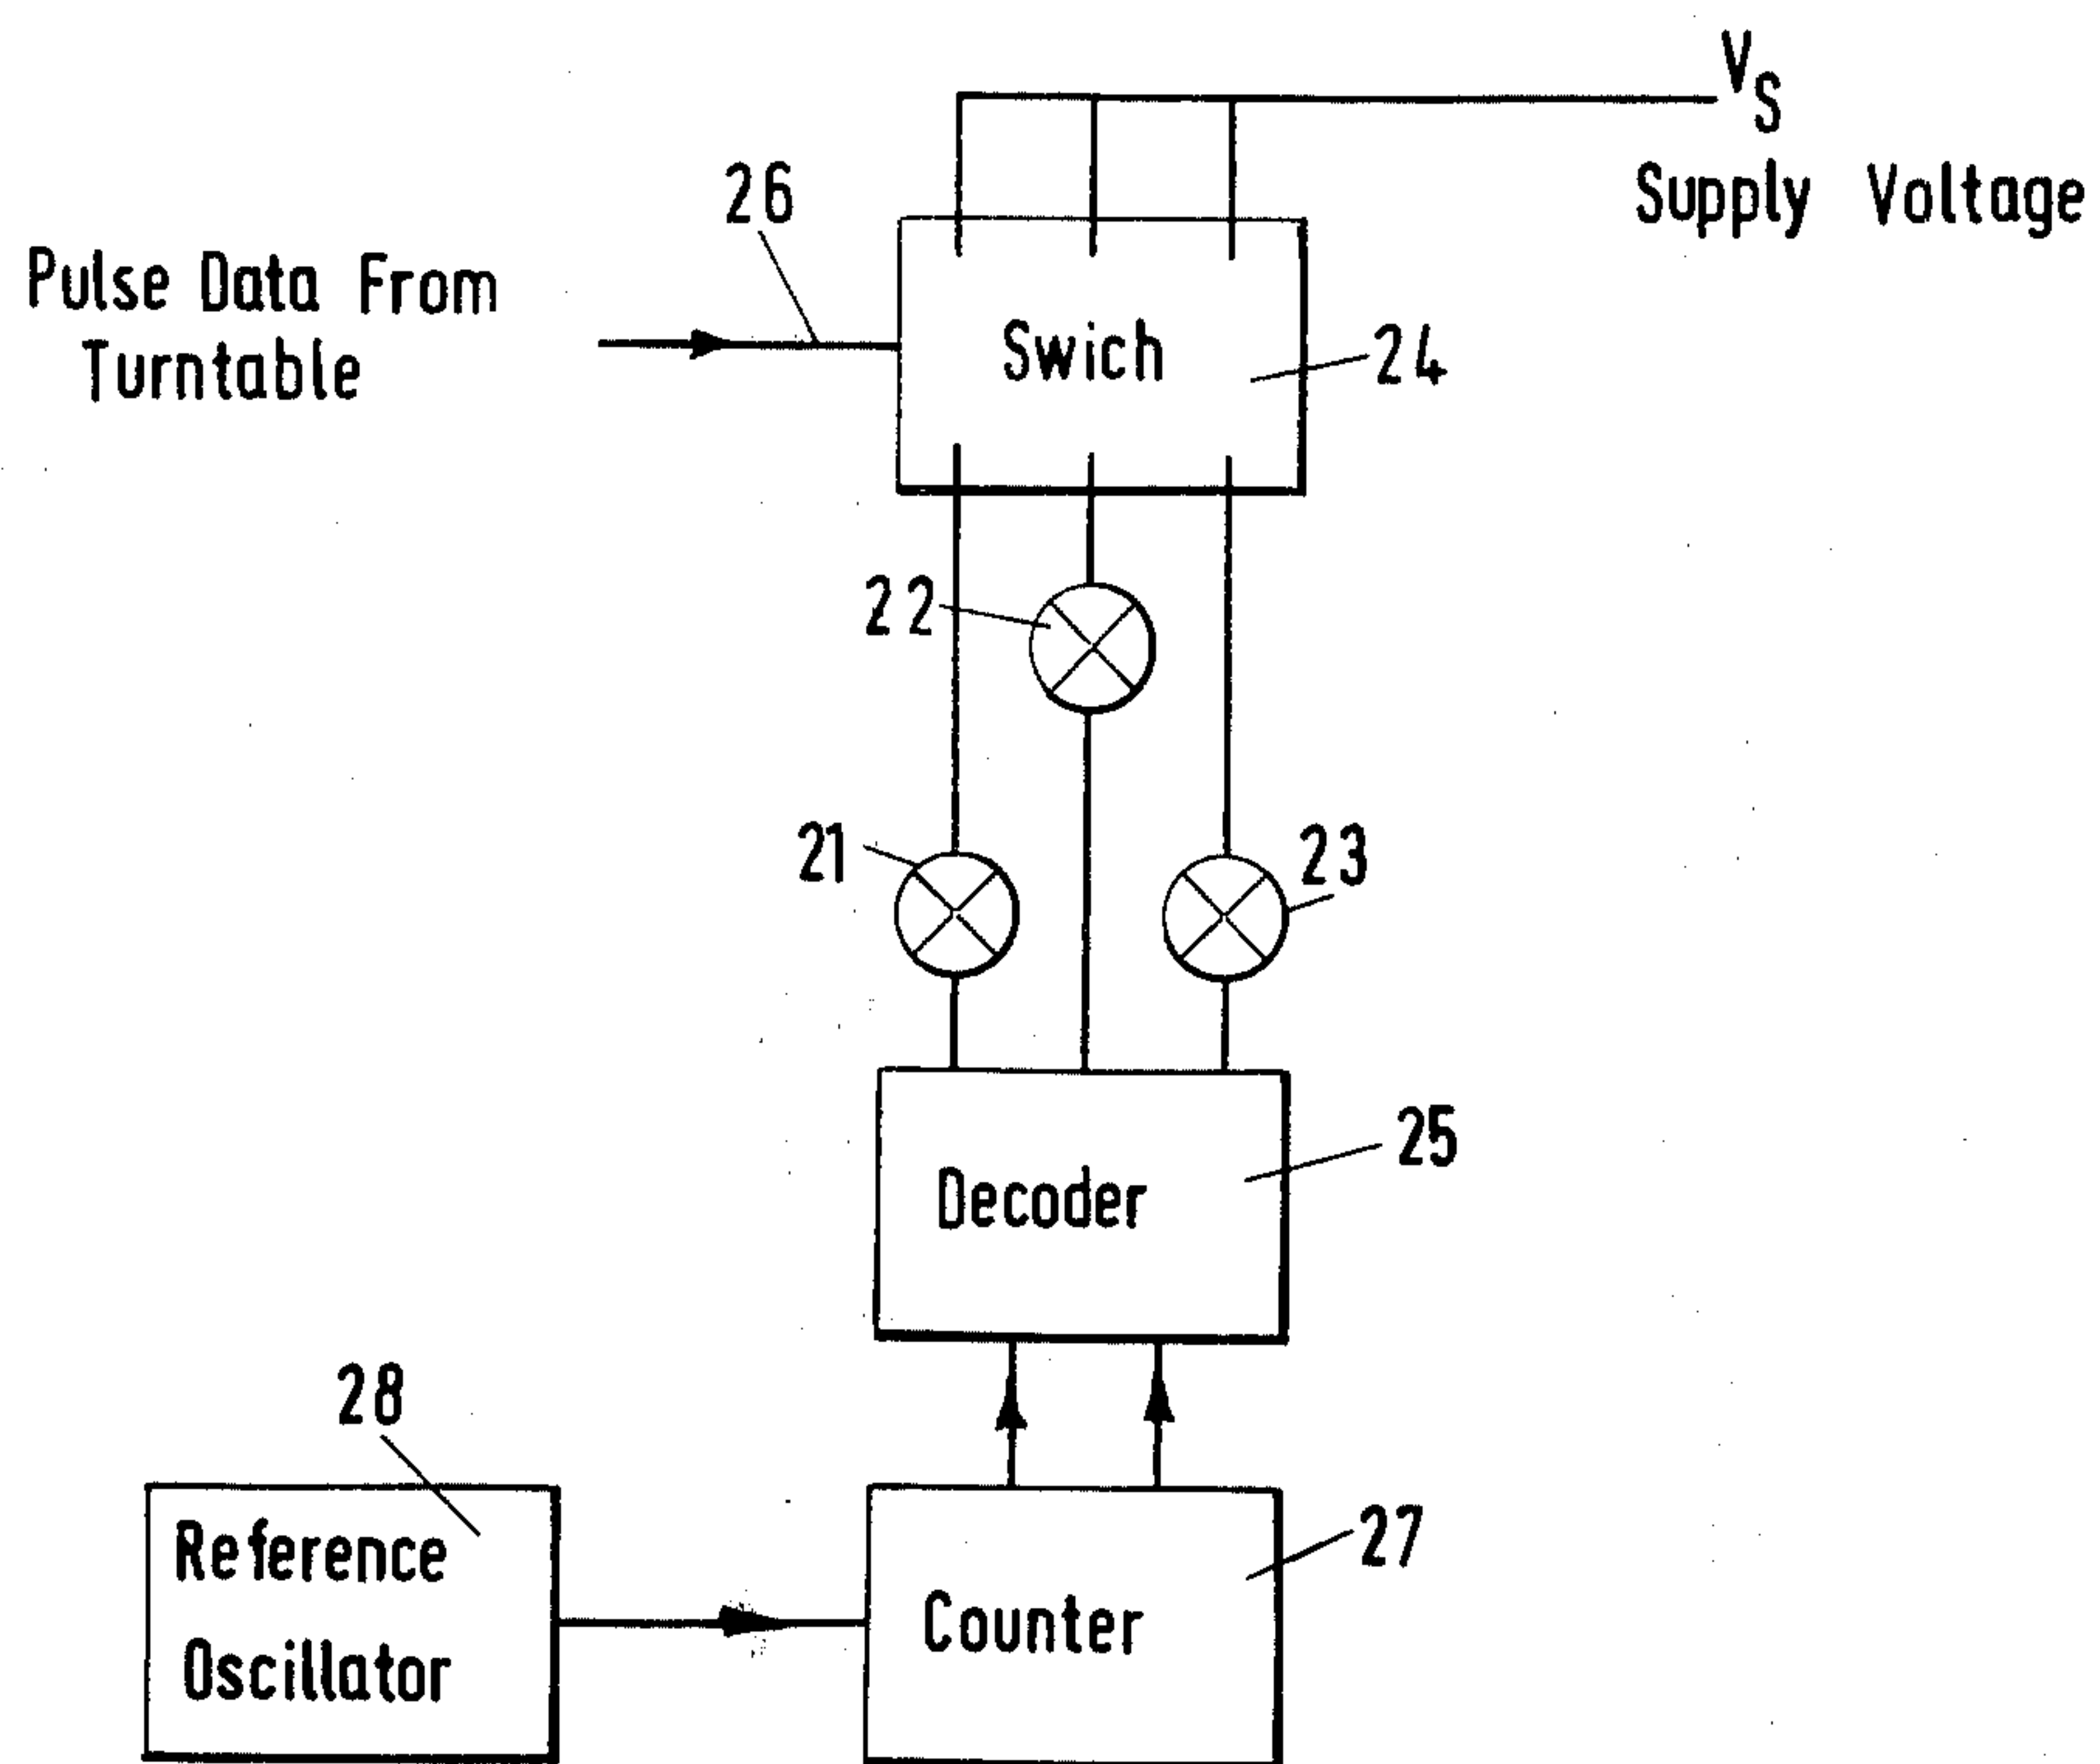 V
S
Supply Voltage
26
Pulse Data From
Turntable
Swich
24
22
21
23
25
Decoder
28
Reference
Oscillator
27
Counter